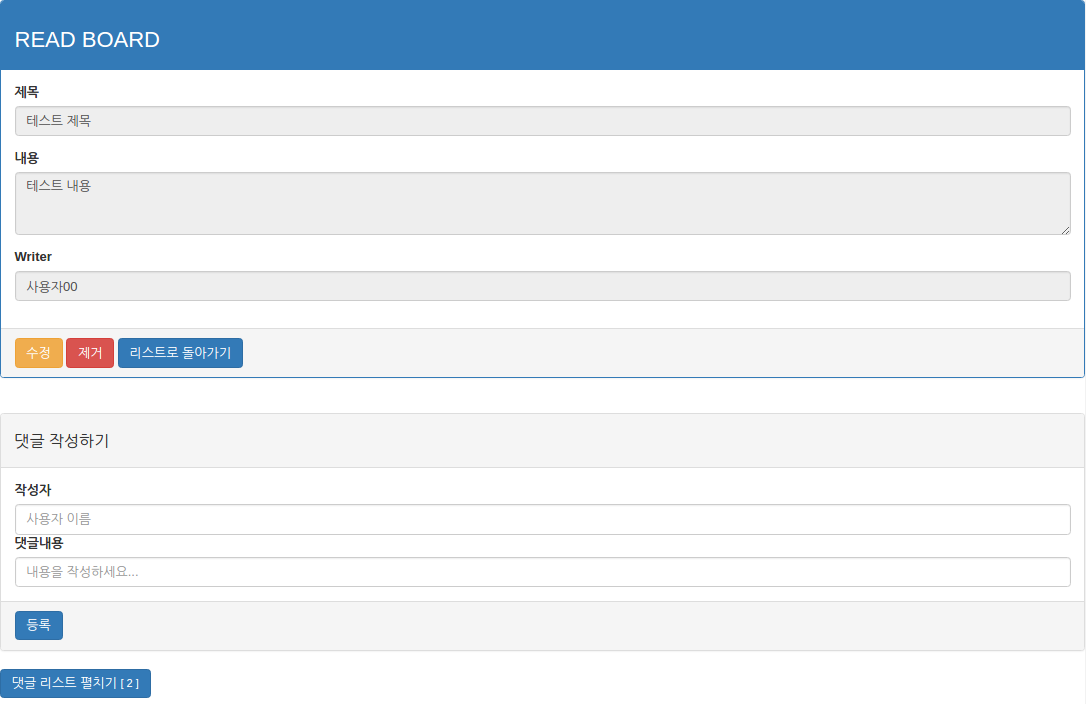 READ BOARD
제목
테스트 제목
내용
테스트 내용
Writer
사용자00
수정 제거 리스트로 돌아가기
댓글 작성하기
작성자
사용자 이름
댓글내용
내용을 작성하세요...
등록
댓글 리스트 펼치기 [ 2 ]